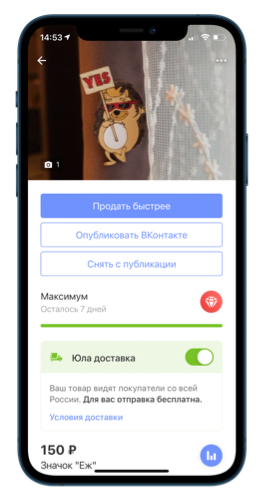 14:53
YES
1
Продать быстрее
Опубликовать ВКонтакте
Снять с публикации
Максимум
Осталось 7 дней
Юла доставка
Ваш товар видят покупатели со всей
России. Для вас отправка бесплатна.
Условия доставки
150 ₽
Значок "Еж"